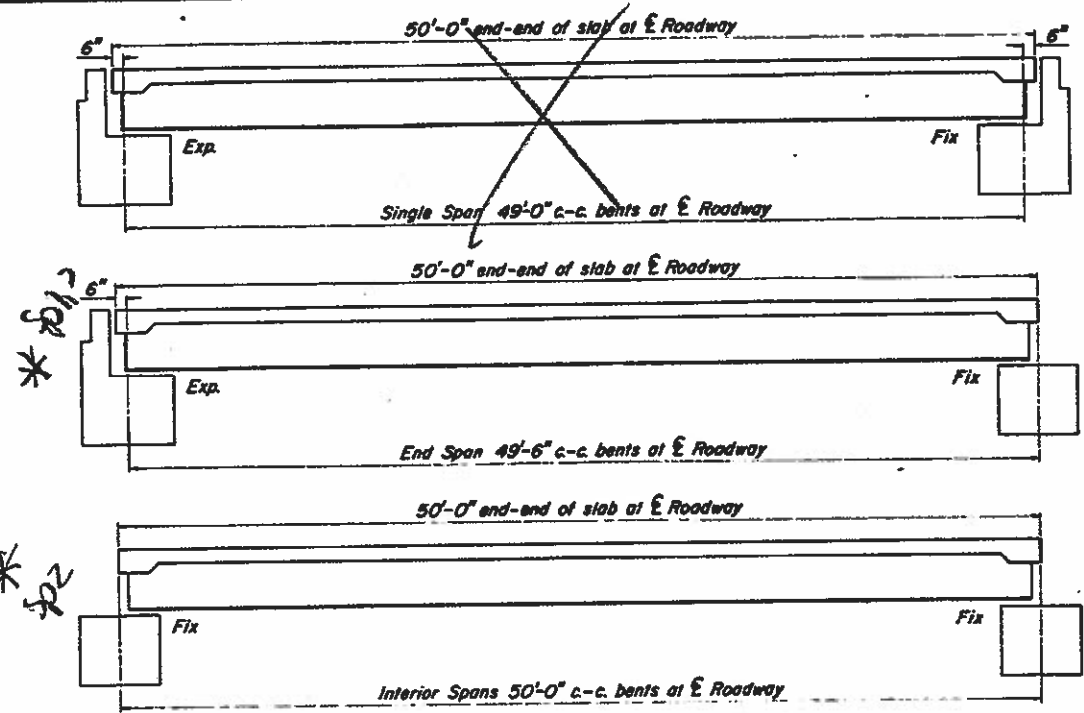 50'-0" end-end of slab at ℄ Roadway
6"
6"
Exp.
Fix
Single Span 49'-0" c.-c. bents at ℄ Roadway
50'-0" end-end of slab at ℄ Roadway
6"
*
Exp.
Fix
End Span 49'-6" c.-c. bents at ℄ Roadway
50'-0" end-end of slab at ℄ Roadway
*
Fix
Fix
Interior Spans 50'-0" c.-c. bents at ℄ Roadway